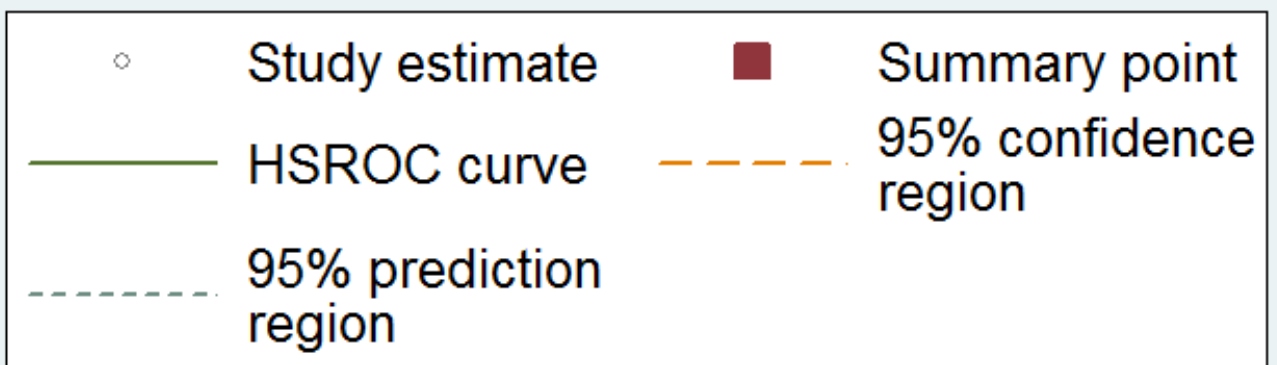 Study estimate
Summary point
HSROC curve
95% confidence
region
95% prediction
region